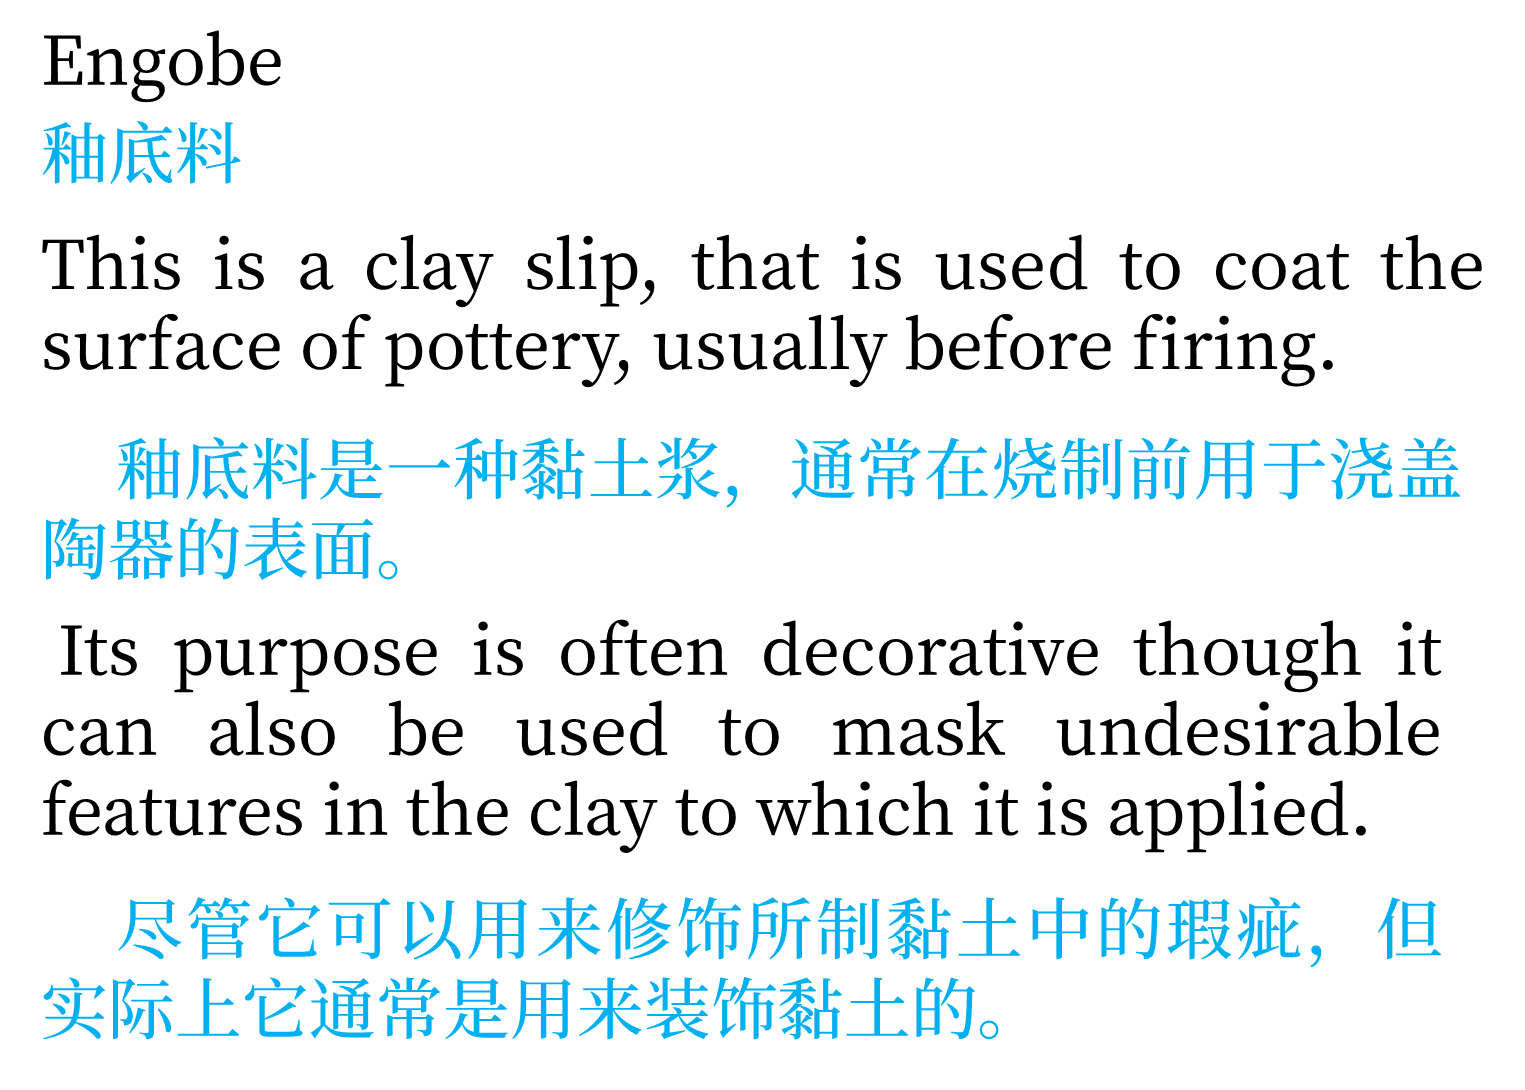 Engobe
釉底料
This is a clay slip, that is used to coat the
surface of pottery, usually before firing.
釉底料是一种黏土浆，通常在烧制前用于浇盖
陶器的表面。
Its purpose is often decorative though it
can also be used to mask undesirable
features in the clay to which it is applied.
尽管它可以用来修饰所制黏土中的瑕疵，但
实际上它通常是用来装饰黏土的。